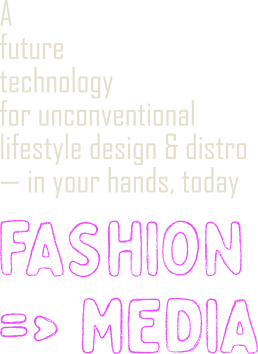 A
future
technology
for unconventional
lifestyle design & distro
– in your hands, today
FASHION
=> MEDIA